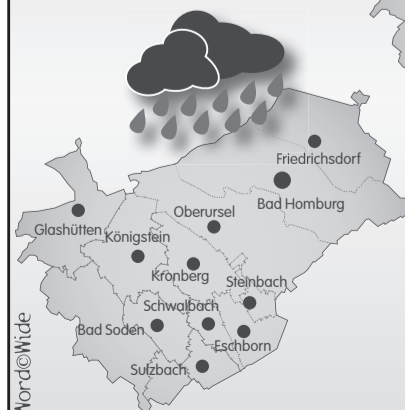 Friedrichsdorf
Bad Homburg
Oberursel
Glashütten
Königstein
Kronberg
Steinbach
Schwalbach
Bad Soden
Eschborn
Sulzbach
Word©Wide